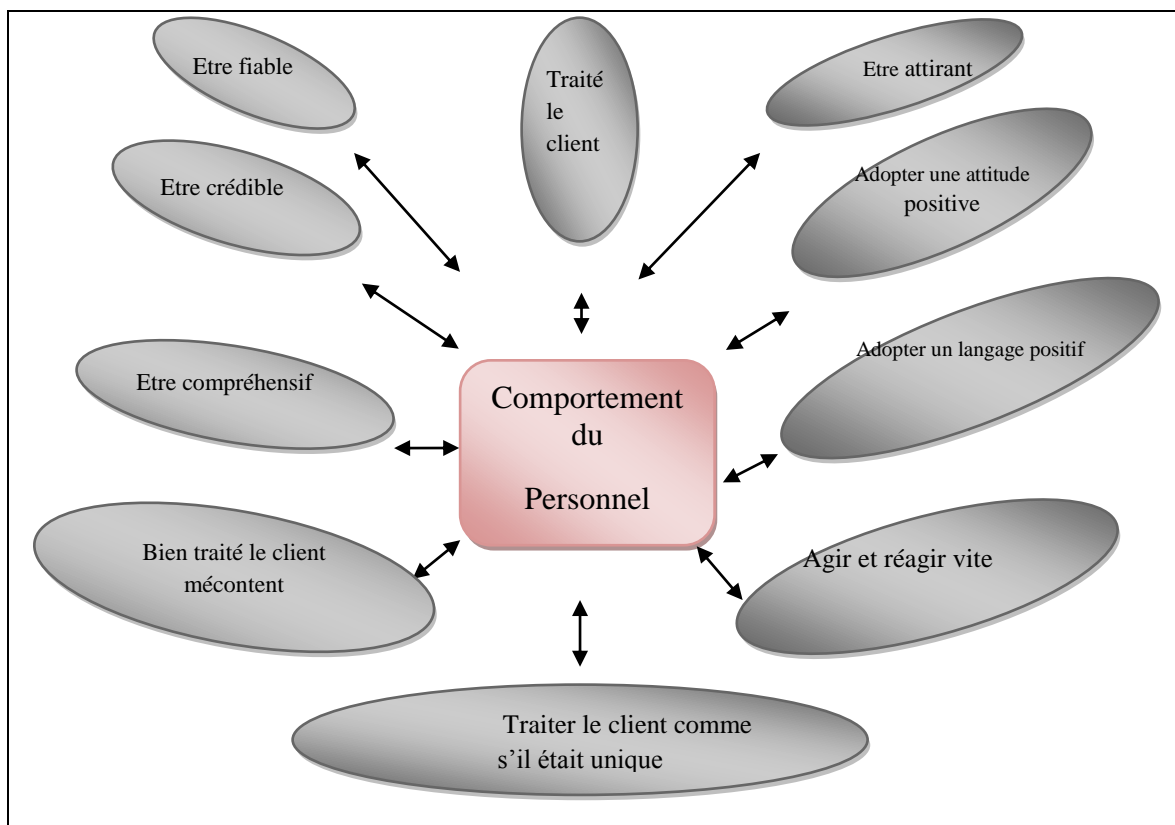 Etre fiable
Traité
le
client
Etre attirant
Etre crédible
Adopter une attitude
positive
Etre compréhensif
Comportement
du
Personnel
Adopter un langage positif
Bien traité le client
mécontent
Agir et réagir vite
Traiter le client comme
s’il était unique